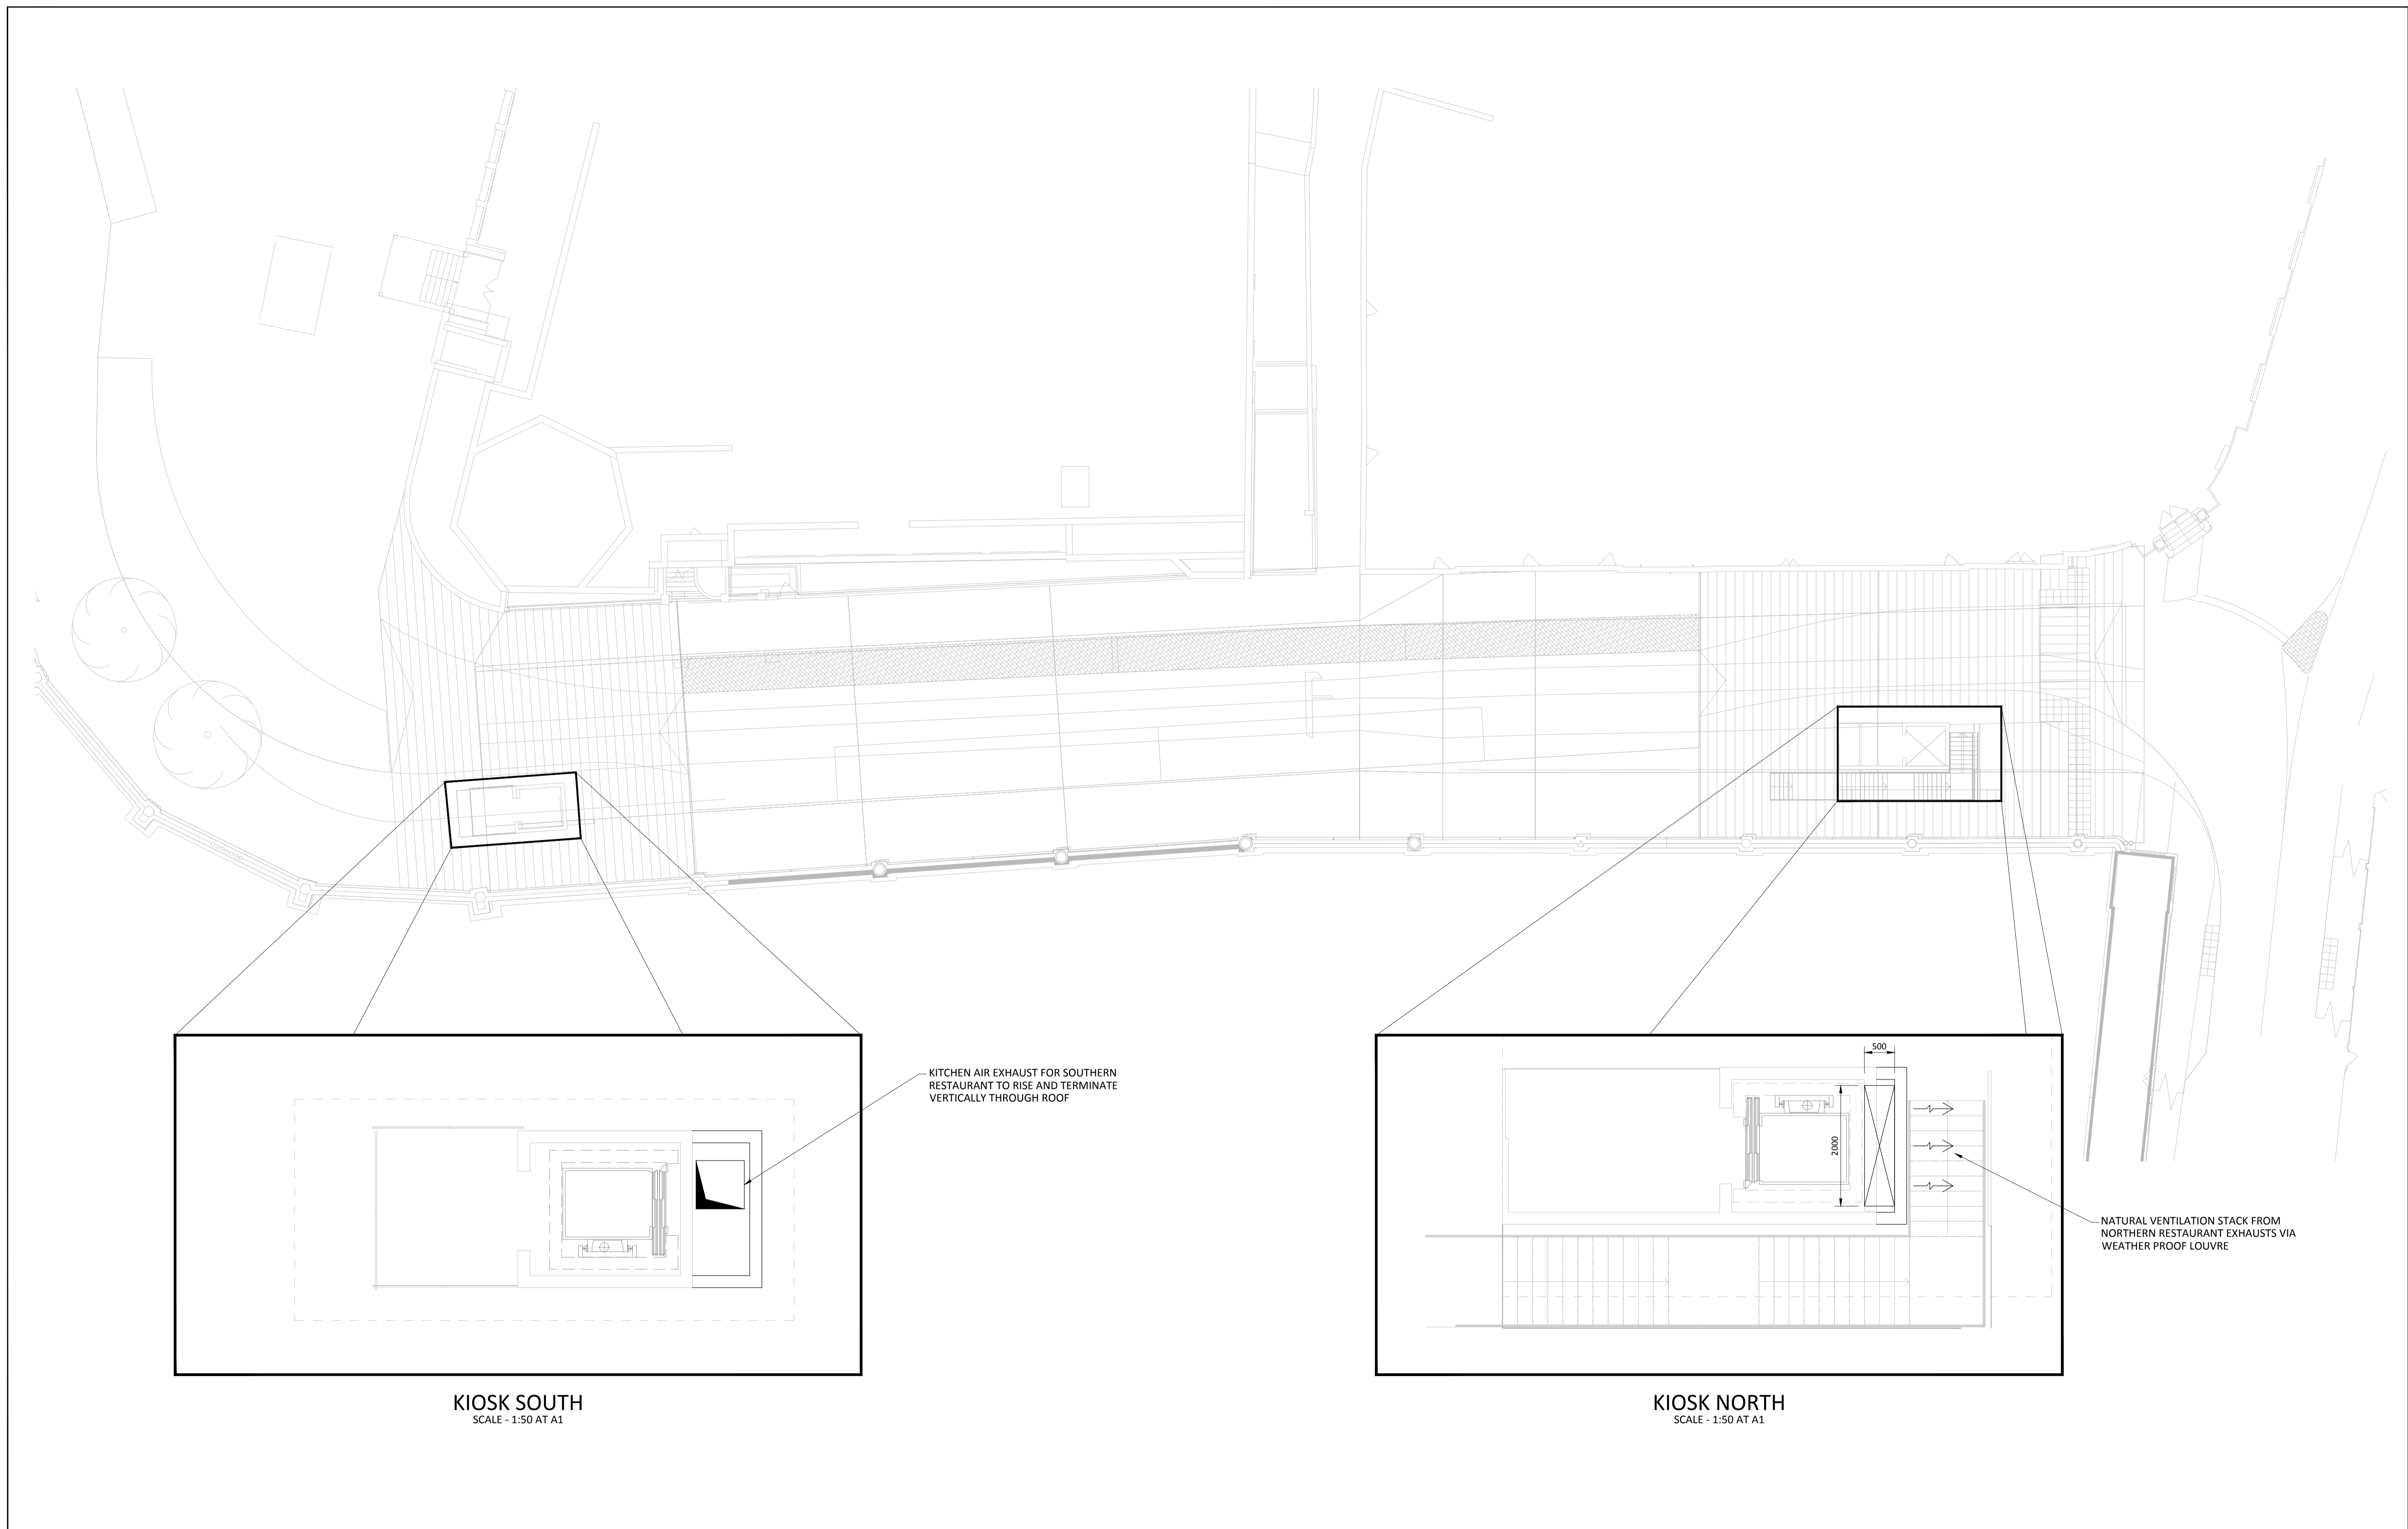 KITCHEN AIR EXHAUST FOR SOUTHERN
RESTAURANT TO RISE AND TERMINATE
VERTICALLY THROUGH ROOF
500
2000
NATURAL VENTILATION STACK FROM
NORTHERN RESTAURANT EXHAUSTS VIA
WEATHER PROOF LOUVRE
KIOSK SOUTH
SCALE - 1:50 AT A1
KIOSK NORTH
SCALE - 1:50 AT A1